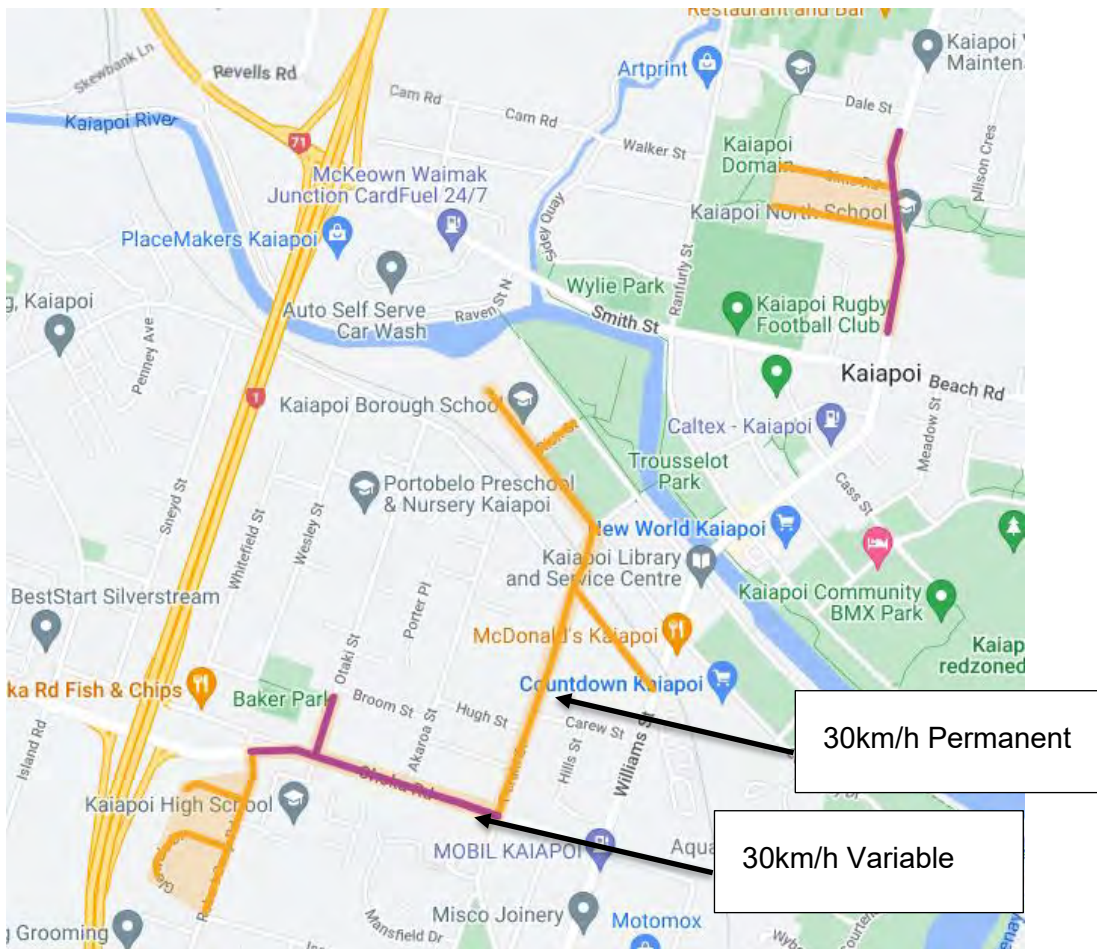 Restaurant and Bar
Kaiapoi
Mainten
Skewbank Ln
Revells Rd
Artprint
Cam Rd
Cam Rd
Dale St
Kaiapoi River
71
Walker St
Kaiapoi
Domain
Allison Cres
McKeown Waimak
Junction CardFuel 24/7
Sidey Quay
Kaiapoi North School
PlaceMakers Kaiapoi
Ranfurly St
g, Kaiapoi
Auto Self Serve
Car Wash
Raven St N
Wylie Park
Kaiapoi Rugby
Football Club
Smith St
Penney Ave
Kaiapoi
Beach Rd
1
Kaiapoi Borough School
Caltex - Kaiapoi
Meadow St
Trousselot
Park
Portobelo Preschool
& Nursery Kaiapoi
Cass St
Sneyd St
Whitefield St
Wesley St
New World Kaiapoi
Kaiapoi Library
and Service Centre
BestStart Silverstream
Porter Pl
Kaiapoi Community
BMX Park
McDonald's Kaiapoi
Kaiap
redzoned
Otaki St
ka Rd Fish & Chips
Baker Park
Countdown Kaiapoi
Broom St
Hugh St
Carew St
Akaroa St
Island Rd
Hills St
Williams St
30km/h Permanent
Kaiapoi High School
MOBIL KAIAPOI
Aqua
30km/h Variable
Misco Joinery
Motomox
Mansfield Dr
g Grooming